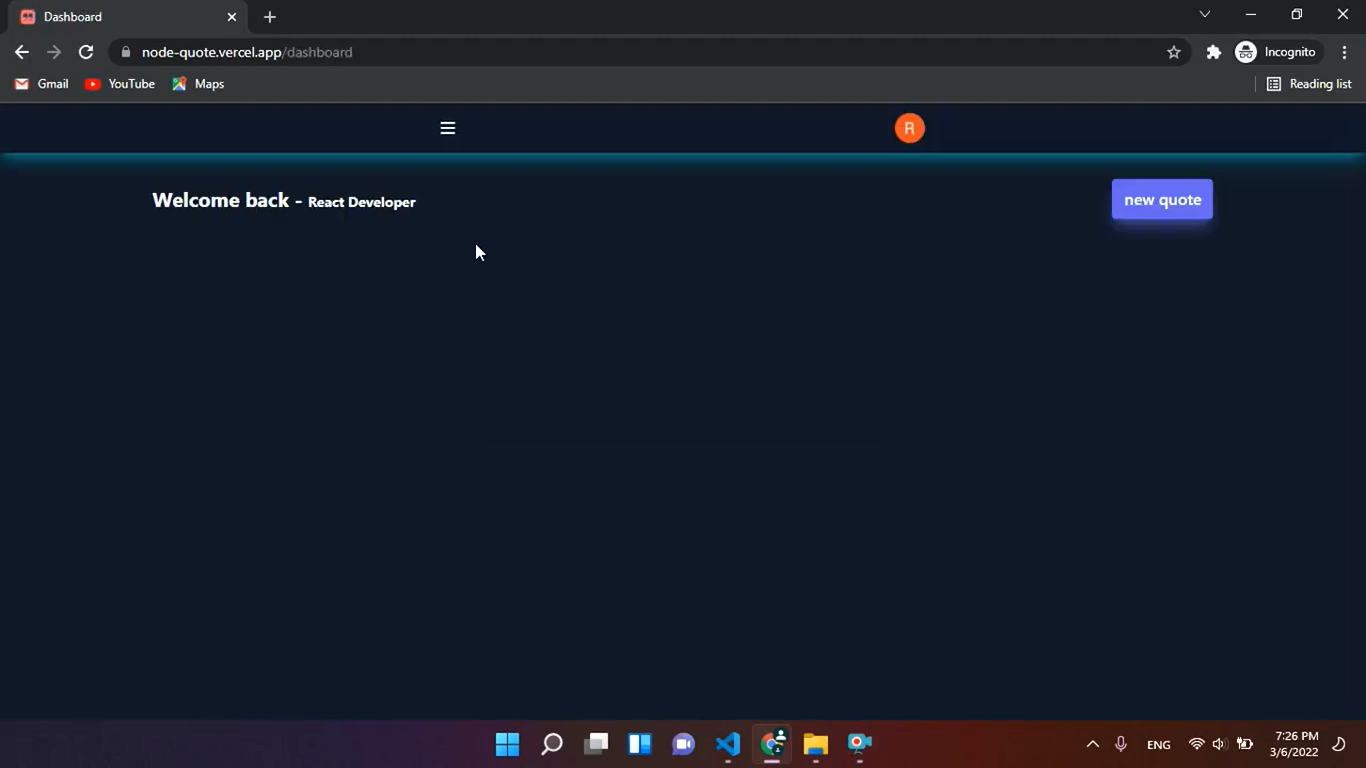 Dashboard
node-quote.vercel.app/dashboard
Incognito
Gmail
YouTube
Maps
Reading list
R
Welcome back - React Developer
new quote
ENG
7:26 PM
3/6/2022